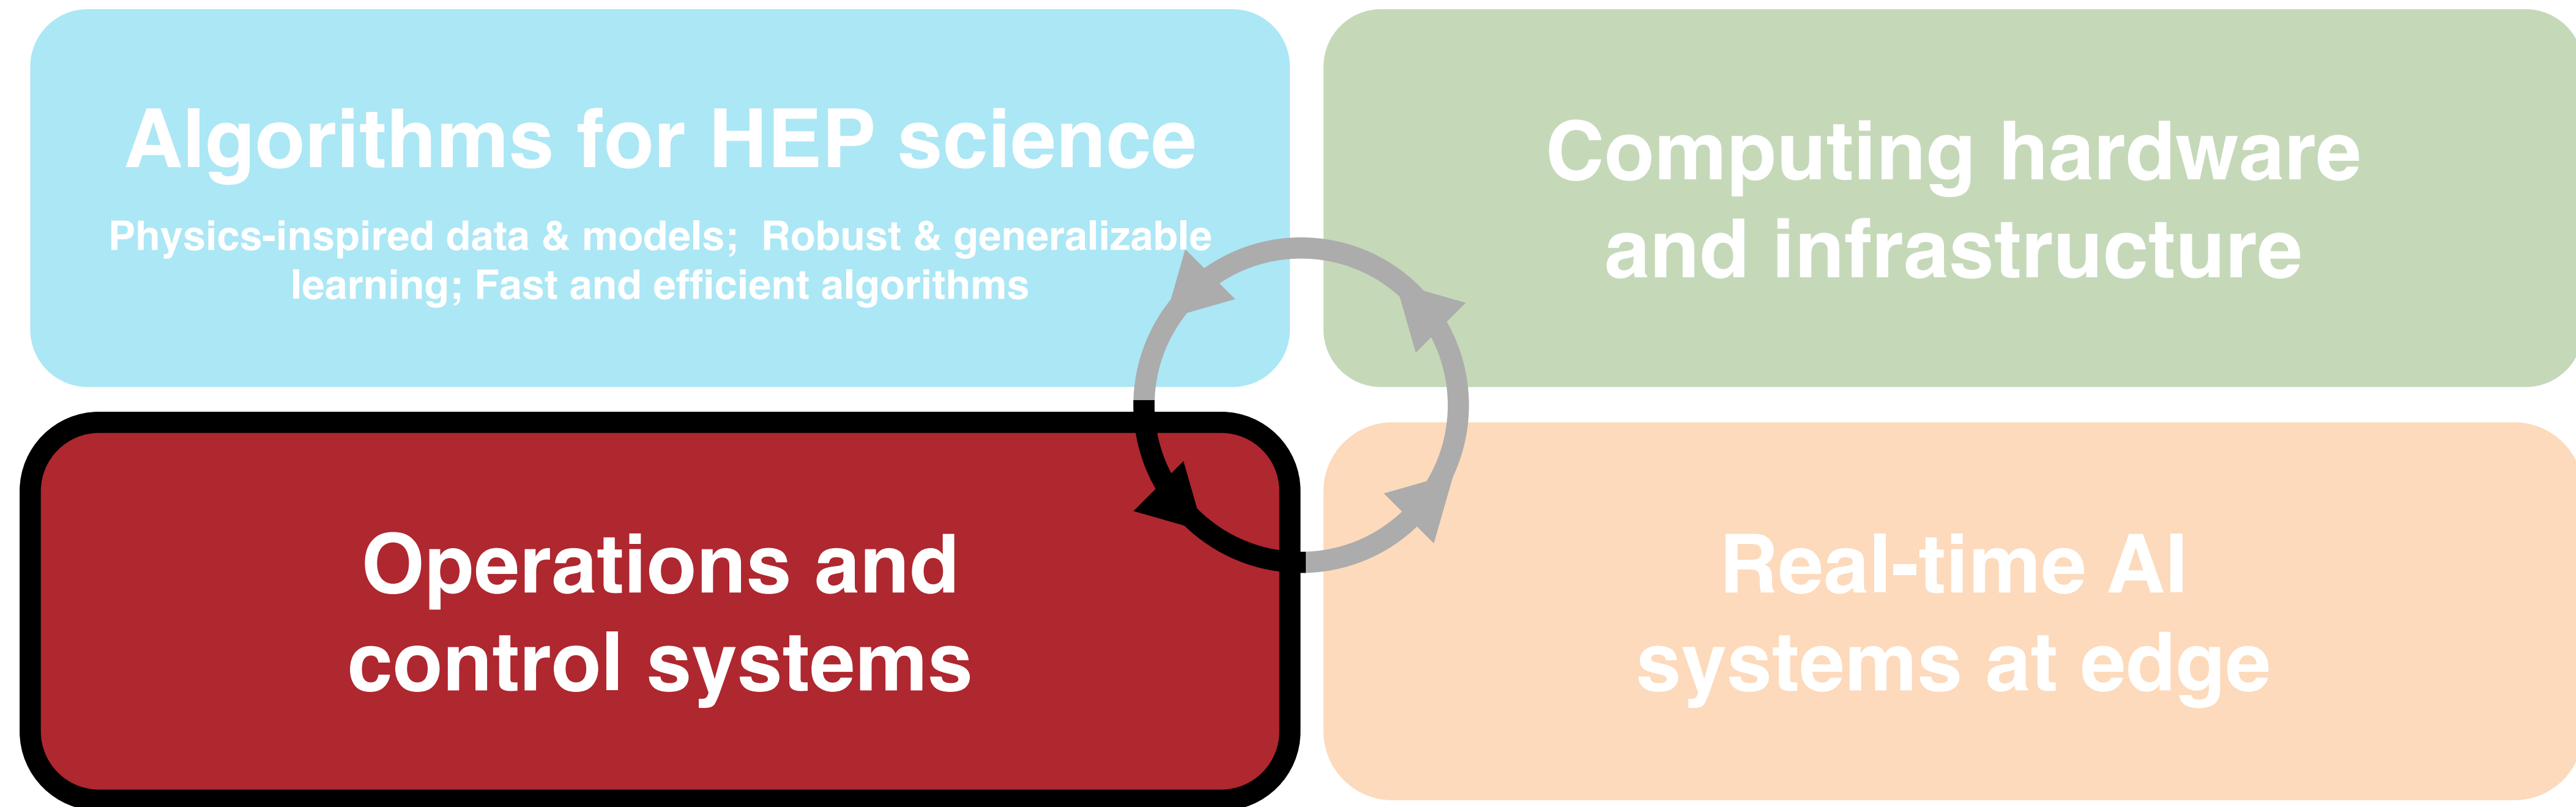 Algorithms for HEP science
Physics-inspired data & models;  Robust & generalizable
learning; Fast and efficient algorithms
Computing hardware
and infrastructure
Operations and
control systems
Real-time AI
systems at edge